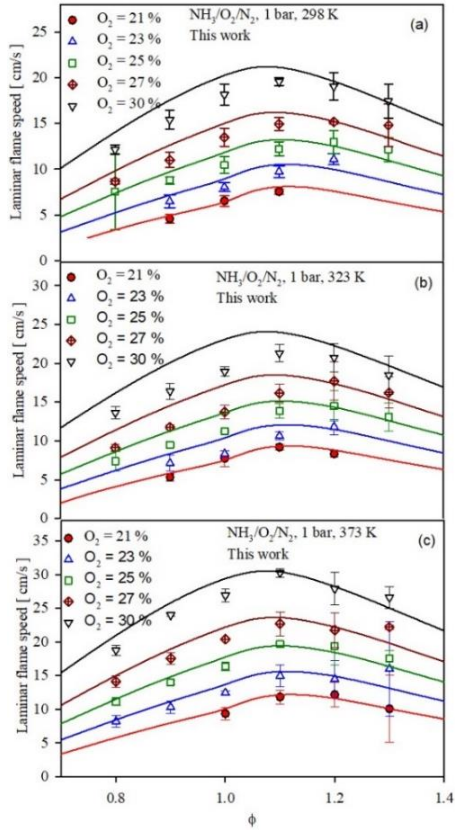 NH3/O2/N2, 1 bar, 298 K
(a)
This work
O2 = 21 %
O2 = 23 %
O2 = 25 %
O2 = 27 %
O2 = 30 %
Laminar flame speed [ cm/s ]
25
20
15
10
5
0
NH3/O2/N2, 1 bar, 323 K
(b)
This work
O2 = 21 %
O2 = 23 %
O2 = 25 %
O2 = 27 %
O2 = 30 %
Laminar flame speed [ cm/s ]
30
25
20
15
10
5
0
NH3/O2/N2, 1 bar, 373 K
(c)
This work
O2 = 21 %
O2 = 23 %
O2 = 25 %
O2 = 27 %
O2 = 30 %
Laminar flame speed [ cm/s ]
35
30
25
20
15
10
5
0
0.8 1.0 1.2 1.4
ϕ